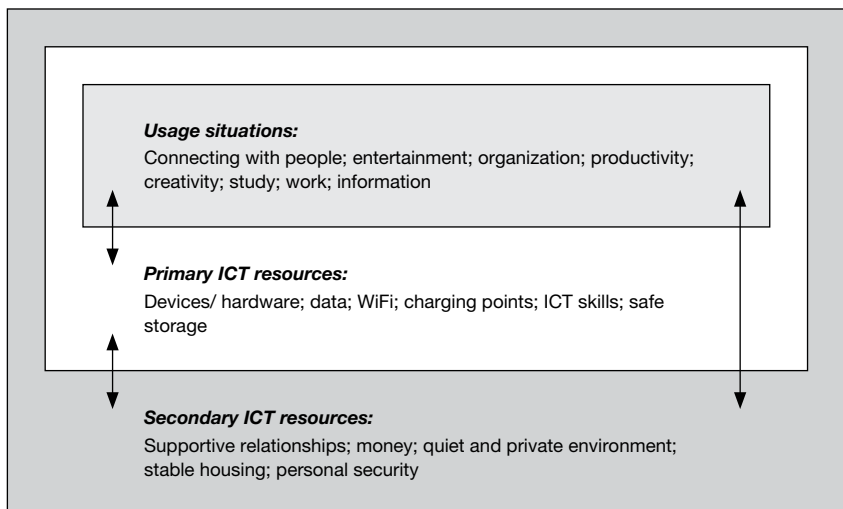 Usage situations:
Connecting with people; entertainment; organization; productivity;
creativity; study; work; information
Primary ICT resources:
Devices/ hardware; data; WiFi; charging points; ICT skills; safe
storage
Secondary ICT resources:
Supportive relationships; money; quiet and private environment;
stable housing; personal security